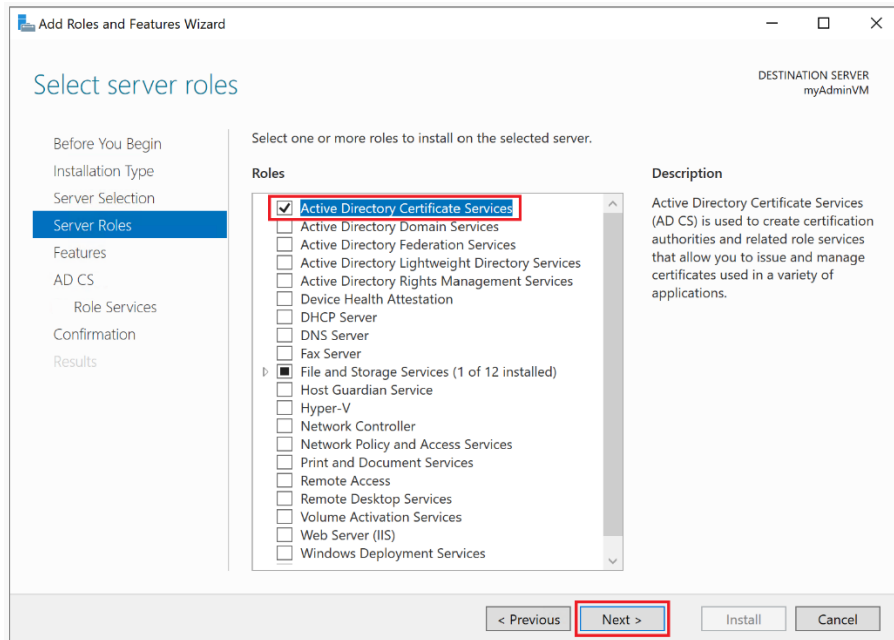 Add Roles and Features Wizard
Select server roles
DESTINATION SERVER
myAdminVM
Before You Begin
Installation Type
Server Selection
Server Roles
Features
AD CS
Role Services
Confirmation
Results
Select one or more roles to install on the selected server.
Roles
Active Directory Certificate Services
Active Directory Domain Services
Active Directory Federation Services
Active Directory Lightweight Directory Services
Active Directory Rights Management Services
Device Health Attestation
DHCP Server
DNS Server
Fax Server
File and Storage Services (1 of 12 installed)
Host Guardian Service
Hyper-V
Network Controller
Network Policy and Access Services
Print and Document Services
Remote Access
Remote Desktop Services
Volume Activation Services
Web Server (IIS)
Windows Deployment Services
Description
Active Directory Certificate Services
(AD CS) is used to create certification
authorities and related role services
that allow you to issue and manage
certificates used in a variety of
applications.
< Previous
Next >
Install
Cancel